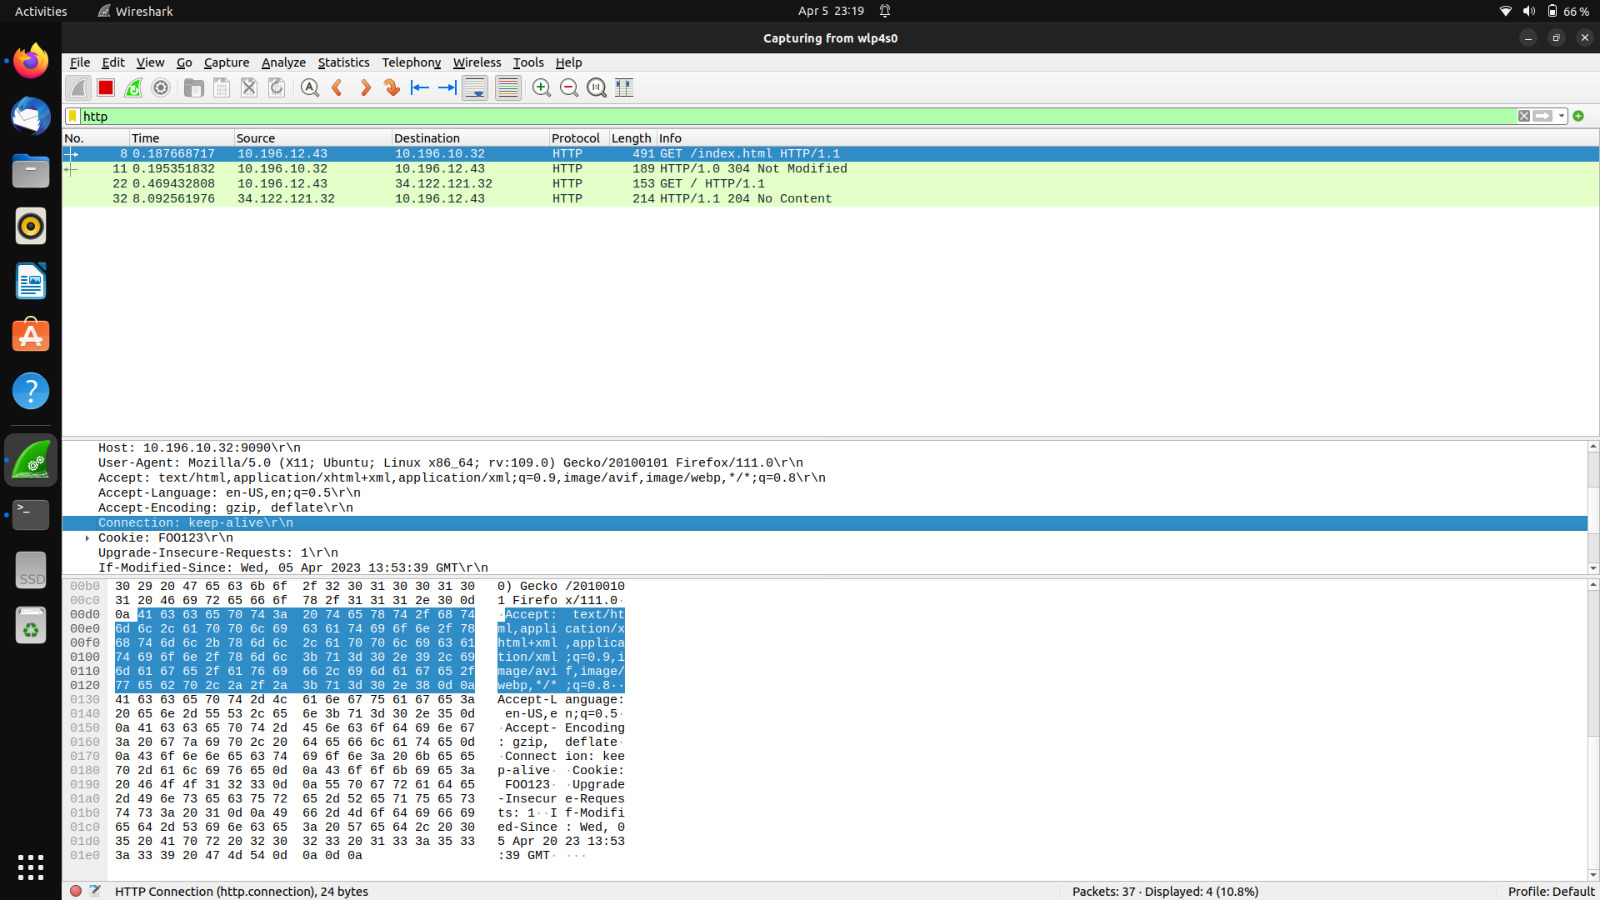 Activities Wireshark Apr 5 23:19 66 %
Capturing from wlp4s0
File Edit View Go Capture Analyze Statistics Telephony Wireless Tools Help
http
No. Time Source Destination Protocol Length Info
8 0.187668717 10.196.12.43 10.196.10.32 HTTP 491 GET /index.html HTTP/1.1
11 0.195351832 10.196.10.32 10.196.12.43 HTTP 189 HTTP/1.0 304 Not Modified
22 0.469432808 10.196.12.43 34.122.121.32 HTTP 153 GET / HTTP/1.1
32 8.092561976 34.122.121.32 10.196.12.43 HTTP 214 HTTP/1.1 204 No Content
Host: 10.196.10.32:9090\r\n
User-Agent: Mozilla/5.0 (X11; Ubuntu; Linux x86_64; rv:109.0) Gecko/20100101 Firefox/111.0\r\n
Accept: text/html,application/xhtml+xml,application/xml;q=0.9,image/avif,image/webp,*/*;q=0.8\r\n
Accept-Language: en-US,en;q=0.5\r\n
Accept-Encoding: gzip, deflate\r\n
Connection: keep-alive\r\n
Cookie: FOO123\r\n
Upgrade-Insecure-Requests: 1\r\n
If-Modified-Since: Wed, 05 Apr 2023 13:53:39 GMT\r\n
00b0 30 29 20 47 65 63 6b 6f 2f 32 30 31 30 30 31 30 0) Gecko /2010010
00c0 31 20 46 69 72 65 66 6f 78 2f 31 31 31 2e 30 0d 1 Firefo x/111.0·
00d0 0a 41 63 63 65 70 74 3a 20 74 65 78 74 2f 68 74 ·Accept: text/ht
00e0 6d 6c 2c 61 70 70 6c 69 63 61 74 69 6f 6e 2f 78 ml,appli cation/x
00f0 68 74 6d 6c 2b 78 6d 6c 2c 61 70 70 6c 69 63 61 html+xml ,applica
0100 74 69 6f 6e 2f 78 6d 6c 3b 71 3d 30 2e 39 2c 69 tion/xml ;q=0.9,i
0110 6d 61 67 65 2f 61 76 69 66 2c 69 6d 61 67 65 2f mage/avi f,image/
0120 77 65 62 70 2c 2a 2f 2a 3b 71 3d 30 2e 38 0d 0a webp,*/* ;q=0.8··
0130 41 63 63 65 70 74 2d 4c 61 6e 67 75 61 67 65 3a Accept-L anguage:
0140 20 65 6e 2d 55 53 2c 65 6e 3b 71 3d 30 2e 35 0d en-US,e n;q=0.5·
0150 0a 41 63 63 65 70 74 2d 45 6e 63 6f 64 69 6e 67 ·Accept- Encoding
0160 3a 20 67 7a 69 70 2c 20 64 65 66 6c 61 74 65 0d : gzip, deflate·
0170 0a 43 6f 6e 6e 65 63 74 69 6f 6e 3a 20 6b 65 65 ·Connect ion: kee
0180 70 2d 61 6c 69 76 65 0d 0a 43 6f 6f 6b 69 65 3a p-alive· ·Cookie:
0190 20 46 4f 4f 31 32 33 0d 0a 55 70 67 72 61 64 65 FOO123· ·Upgrade
01a0 2d 49 6e 73 65 63 75 72 65 2d 52 65 71 75 65 73 -Insecur e-Reques
01b0 74 73 3a 20 31 0d 0a 49 66 2d 4d 6f 64 69 66 69 ts: 1··I f-Modifi
01c0 65 64 2d 53 69 6e 63 65 3a 20 57 65 64 2c 20 30 ed-Since : Wed, 0
01d0 35 20 41 70 72 20 32 30 32 33 20 31 33 3a 35 33 5 Apr 20 23 13:53
01e0 3a 33 39 20 47 4d 54 0d 0a 0d 0a :39 GMT· ···
HTTP Connection (http.connection), 24 bytes Packets: 37 · Displayed: 4 (10.8%) Profile: Default
SSD